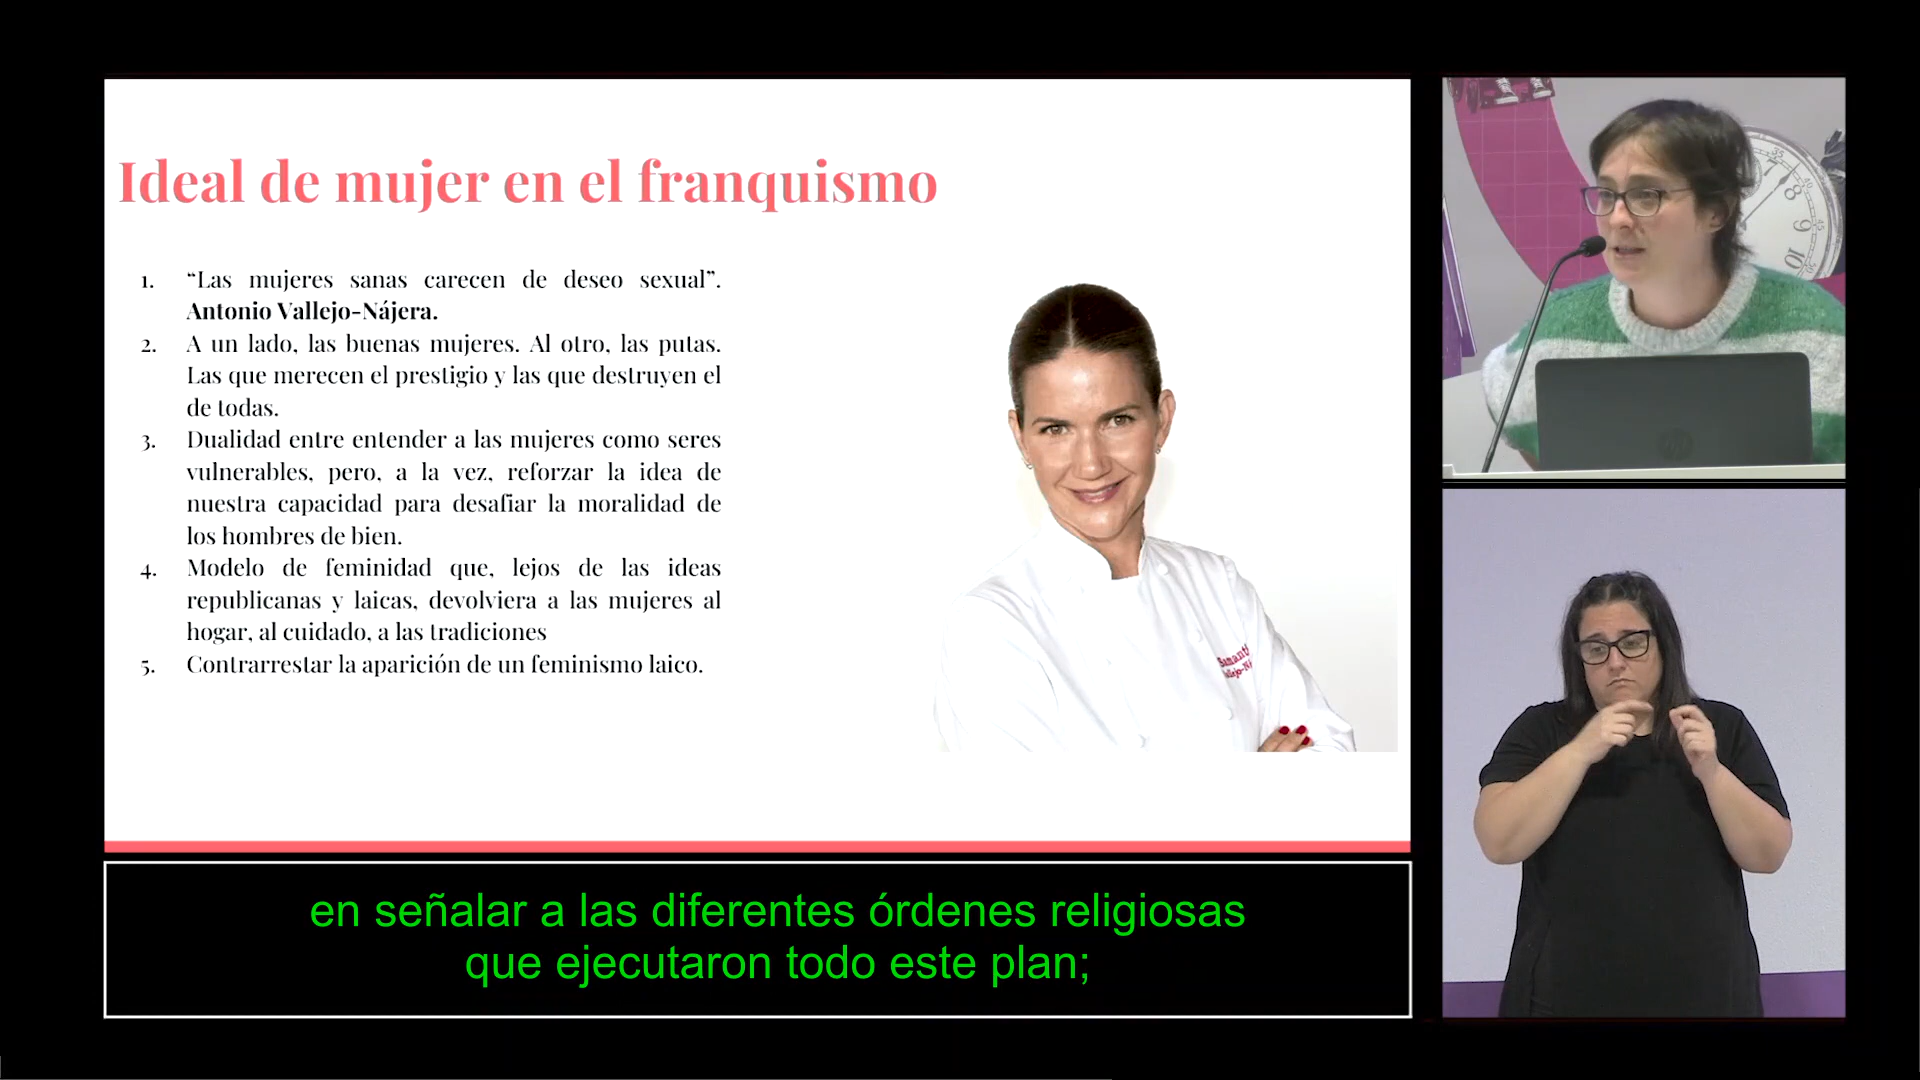 Ideal de mujer en el franquismo
1. “Las mujeres sanas carecen de deseo sexual”.
Antonio Vallejo-Nájera.
2. A un lado, las buenas mujeres. Al otro, las putas.
Las que merecen el prestigio y las que destruyen el
de todas.
3. Dualidad entre entender a las mujeres como seres
vulnerables, pero, a la vez, reforzar la idea de
nuestra capacidad para desafiar la moralidad de
los hombres de bien.
4. Modelo de feminidad que, lejos de las ideas
republicanas y laicas, devolviera a las mujeres al
hogar, al cuidado, a las tradiciones
5. Contrarrestar la aparición de un feminismo laico.
en señalar a las diferentes órdenes religiosas
que ejecutaron todo este plan;